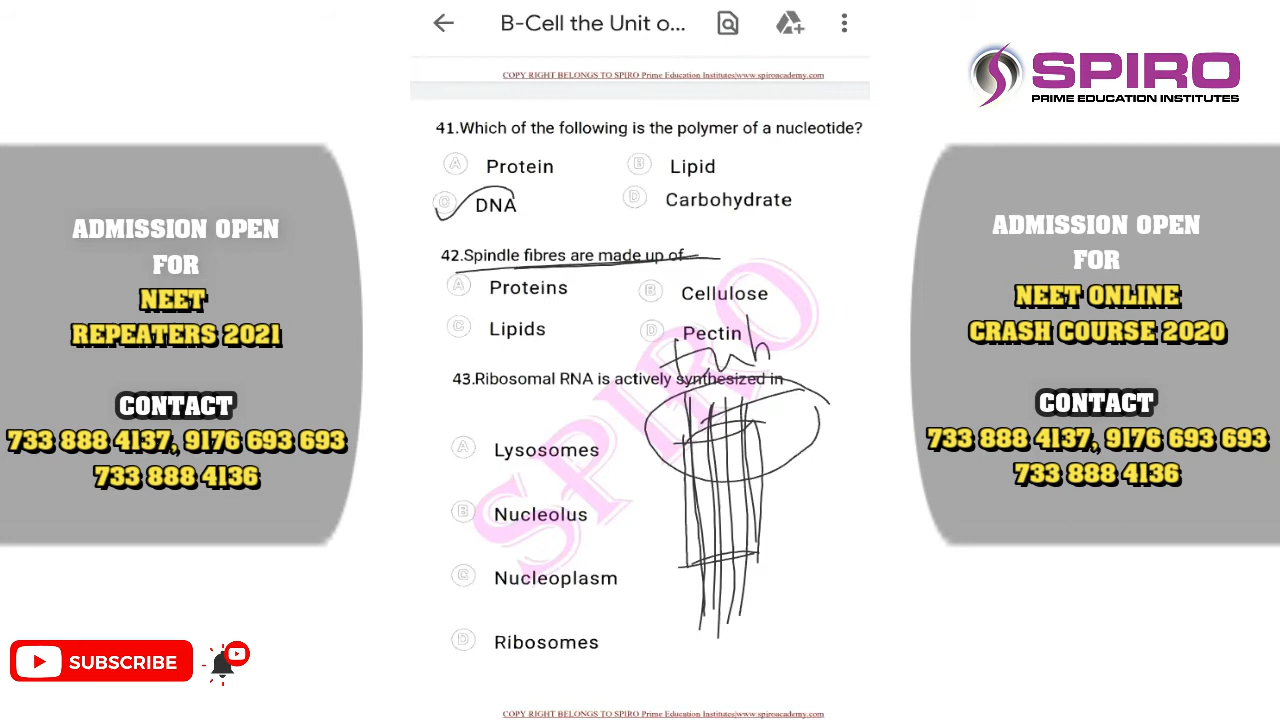 B-Cell the Unit o...
SPIRO
PRIME EDUCATION INSTITUTES
COPY RIGHT BELONGS TO SPIRO Prime Education Institutes|www.spiroacademy.com
41.Which of the following is the polymer of a nucleotide?
A Protein
B Lipid
C DNA
D Carbohydrate
42.Spindle fibres are made up of
A Proteins
B Cellulose
C Lipids
D Pectin
43.Ribosomal RNA is actively synthesized in
A Lysosomes
B Nucleolus
C Nucleoplasm
D Ribosomes
SPIRO
COPY RIGHT BELONGS TO SPIRO Prime Education Institutes|www.spiroacademy.com
ADMISSION OPEN
FOR
NEET
REPEATERS 2021
CONTACT
733 888 4137, 9176 693 693
733 888 4136
ADMISSION OPEN
FOR
NEET ONLINE
CRASH COURSE 2020
CONTACT
733 888 4137, 9176 693 693
733 888 4136
SUBSCRIBE